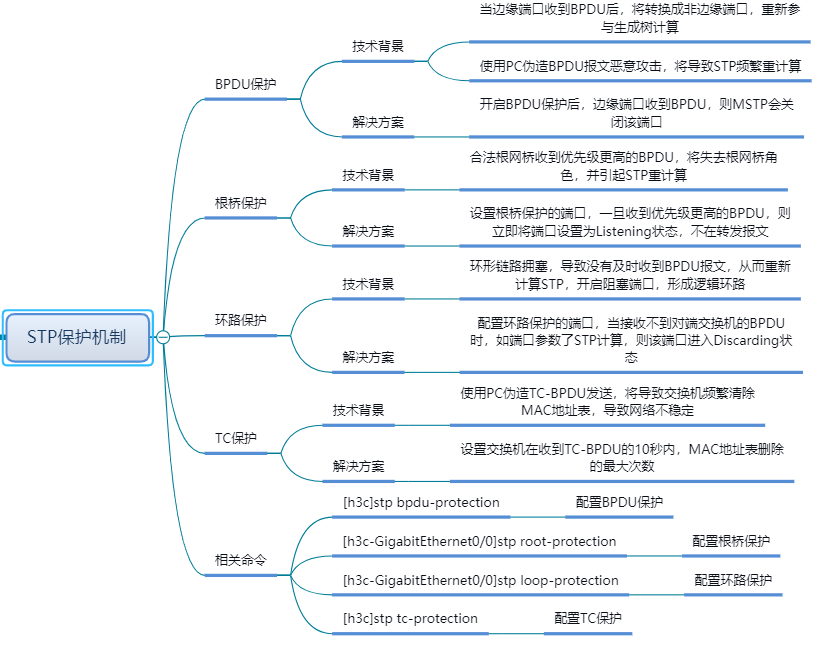 STP保护机制
BPDU保护
技术背景
当边缘端口收到BPDU后，将转换成非边缘端口，重新参
与生成树计算
使用PC伪造BPDU报文恶意攻击，将导致STP频繁重计算
解决方案
开启BPDU保护后，边缘端口收到BPDU，则MSTP会关
闭该端口
根桥保护
技术背景
合法根网桥收到优先级更高的BPDU，将失去根网桥角
色，并引起STP重计算
解决方案
设置根桥保护的端口，一旦收到优先级更高的BPDU，则
立即将端口设置为Listening状态，不在转发报文
环路保护
技术背景
环形链路拥塞，导致没有及时收到BPDU报文，从而重新
计算STP，开启阻塞端口，形成逻辑环路
解决方案
配置环路保护的端口，当接收不到对端交换机的BPDU
时，如端口参数了STP计算，则该端口进入Discarding状
态
TC保护
技术背景
使用PC伪造TC-BPDU发送，将导致交换机频繁清除
MAC地址表，导致网络不稳定
解决方案
设置交换机在收到TC-BPDU的10秒内，MAC地址表删除
的最大次数
相关命令
[h3c]stp bpdu-protection
配置BPDU保护
[h3c-GigabitEthernet0/0]stp root-protection
配置根桥保护
[h3c-GigabitEthernet0/0]stp loop-protection
配置环路保护
[h3c]stp tc-protection
配置TC保护